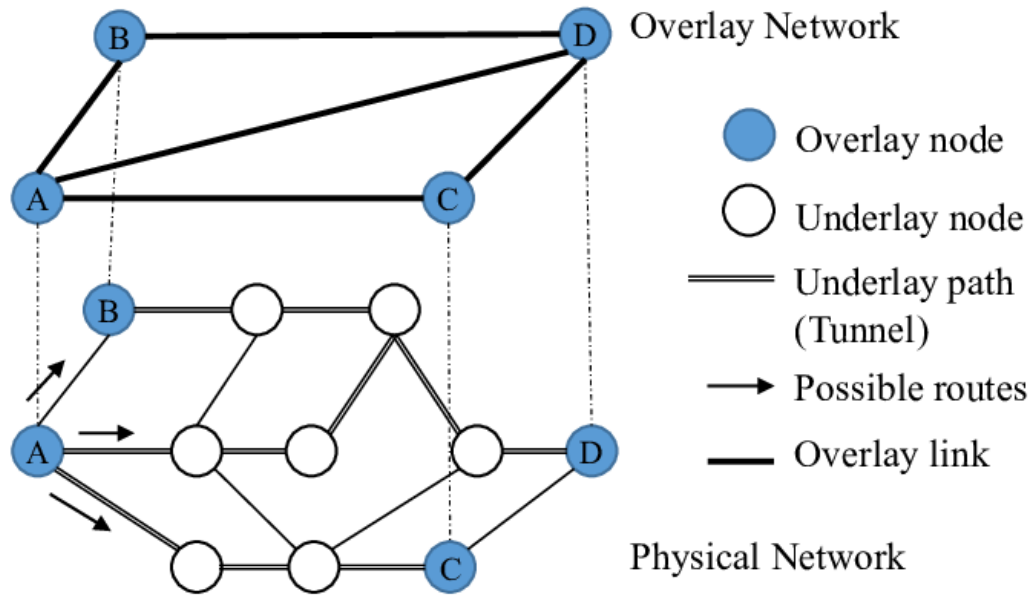 B
D
Overlay Network
Overlay node
A
C
Underlay node
Underlay path
(Tunnel)
B
Possible routes
A
D
Overlay link
C
Physical Network